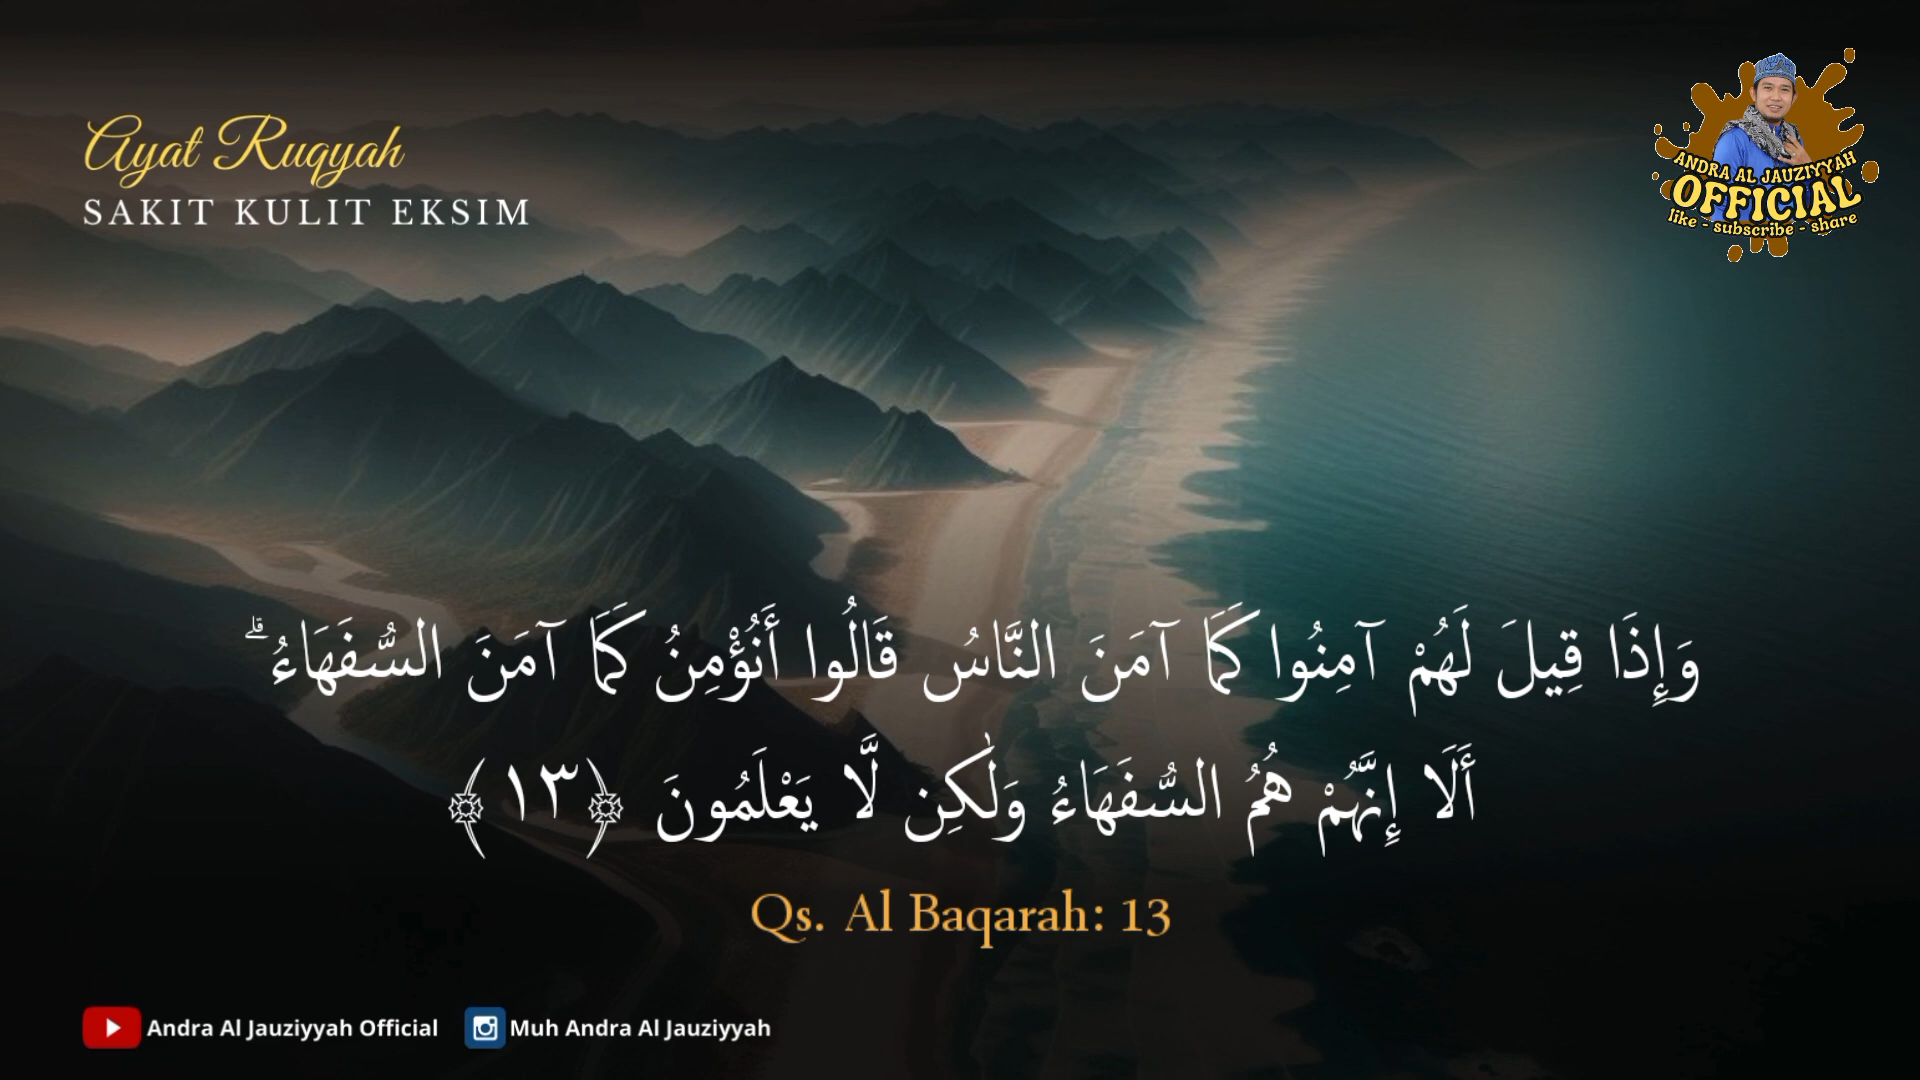 Ayat Ruqyah
SAKIT KULIT EKSIM
ANDRA AL JAUZIYYAH
OFFICIAL
like - subscribe - share
وَإِذَا قِيلَ لَهُمْ آمِنُوا كَمَا آمَنَ النَّاسُ قَالُوا أَنُؤْمِنُ كَمَا آمَنَ السُّفَهَاءُ ۗ
أَلَا إِنَّهُمْ هُمُ السُّفَهَاءُ وَلَٰكِن لَّا يَعْلَمُونَ ﴿١٣﴾
Qs. Al Baqarah: 13
Andra Al Jauziyyah Official
Muh Andra Al Jauziyyah